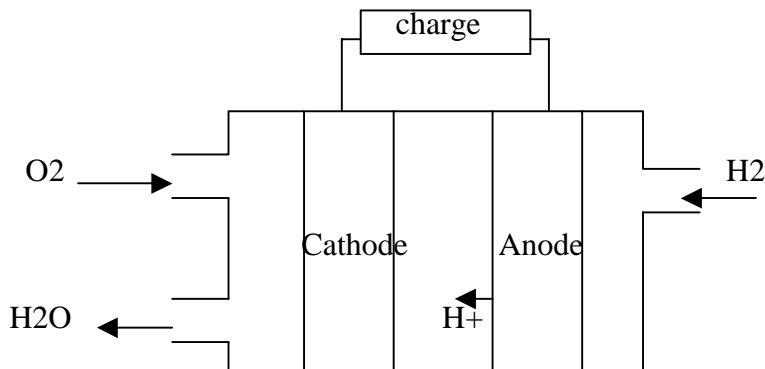 charge
O2
H2
Cathode
Anode
H2O
H+